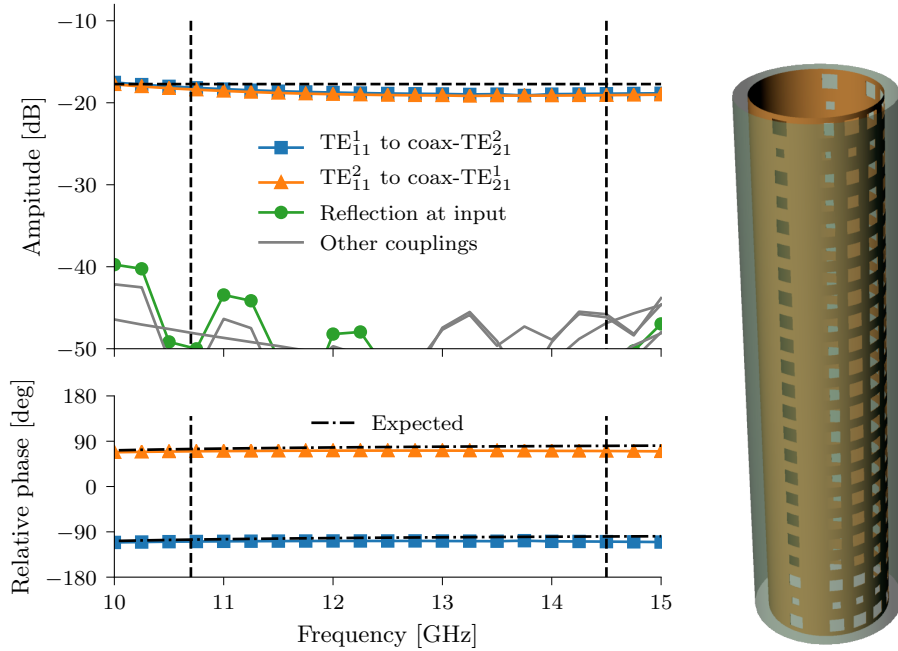 −10
−20
−30
−40
−50
Ampitude [dB]
TE¹₁₁ to coax-TE²₂₁
TE²₁₁ to coax-TE¹₂₁
Reflection at input
Other couplings
180
90
0
−90
−180
Relative phase [deg]
Expected
10 11 12 13 14 15
Frequency [GHz]